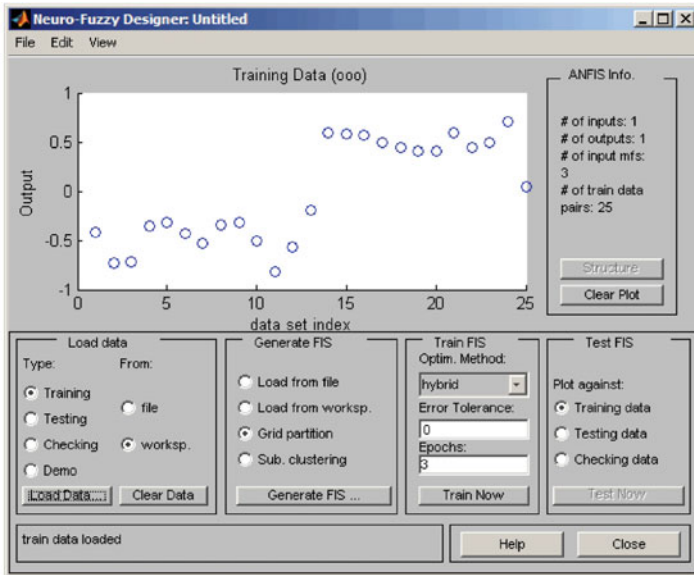 Neuro-Fuzzy Designer: Untitled
File Edit View
Training Data (ooo)
1
0.5
0
-0.5
-1
Output
0 5 10 15 20 25
data set index
ANFIS Info.
# of inputs: 1
# of outputs: 1
# of input mfs:
3
# of train data
pairs: 25
Structure
Clear Plot
Load data
Type: From:
Training
Testing
Checking
Demo
file
worksp.
Load Data... Clear Data
Generate FIS
Load from file
Load from worksp.
Grid partition
Sub. clustering
Generate FIS ...
Train FIS
Optim. Method:
hybrid
Error Tolerance:
0
Epochs:
3
Train Now
Test FIS
Plot against:
Training data
Testing data
Checking data
Test Now
train data loaded
Help Close